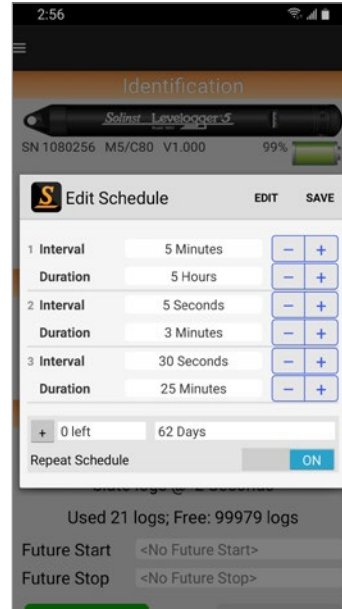 2:56
Identification
Solinst Levelogger 5
SN 1080256 M5/C80 V1.000 99%
S Edit Schedule EDIT SAVE
1 Interval 5 Minutes - +
Duration 5 Hours - +
2 Interval 5 Seconds - +
Duration 3 Minutes - +
3 Interval 30 Seconds - +
Duration 25 Minutes - +
+ 0 left 62 Days
Repeat Schedule ON
Used 21 logs; Free: 99979 logs
Future Start <No Future Start>
Future Stop <No Future Stop>